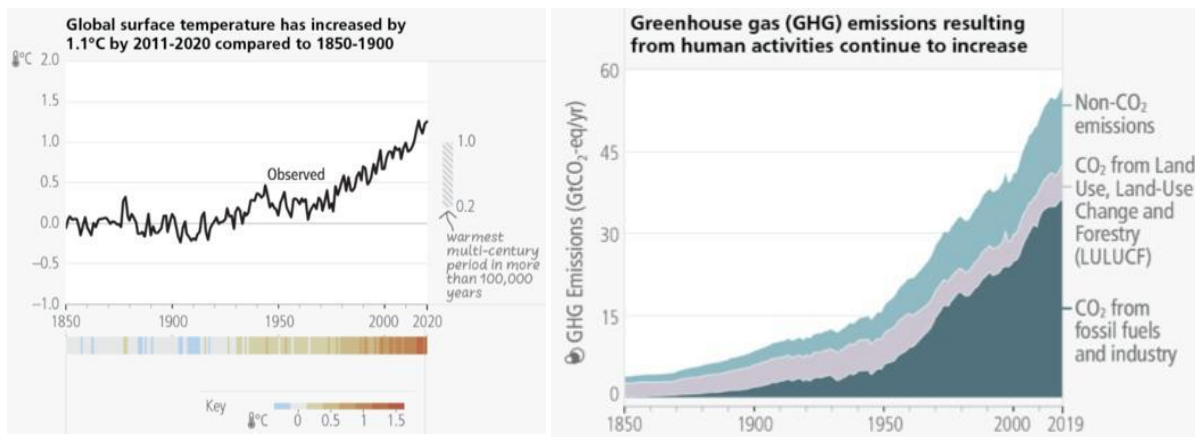 Global surface temperature has increased by
1.1°C by 2011-2020 compared to 1850-1900
°C 2.0
1.5
1.0
0.5
0.0
–0.5
–1.0
Observed
1.0
0.2
warmest
multi-century
period in more
than 100,000
years
1850 1900 1950 2000 2020
Key
°C 0 0.5 1 1.5
Greenhouse gas (GHG) emissions resulting
from human activities continue to increase
GHG Emissions (GtCO₂-eq/yr)
60
45
30
15
0
Non-CO₂
emissions
CO₂ from Land
Use, Land-Use
Change and
Forestry
(LULUCF)
CO₂ from
fossil fuels
and industry
1850 1900 1950 2000 2019